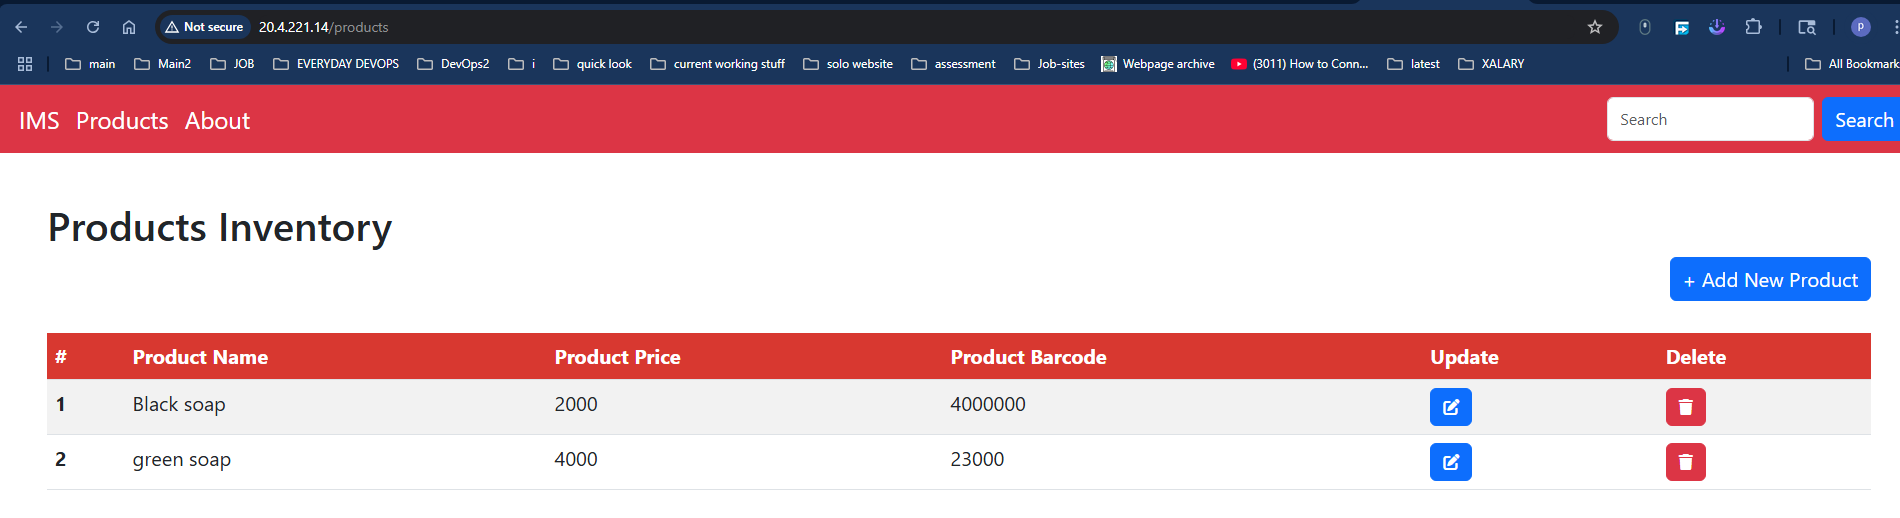 Not secure 20.4.221.14/products P
main Main2 JOB EVERYDAY DEVOPS DevOps2 i quick look current working stuff solo website assessment Job-sites Webpage archive (3011) How to Conn... latest XALARY All Bookmark
IMS Products About Search Search
Products Inventory
+ Add New Product
# Product Name Product Price Product Barcode Update Delete
1 Black soap 2000 4000000
2 green soap 4000 23000